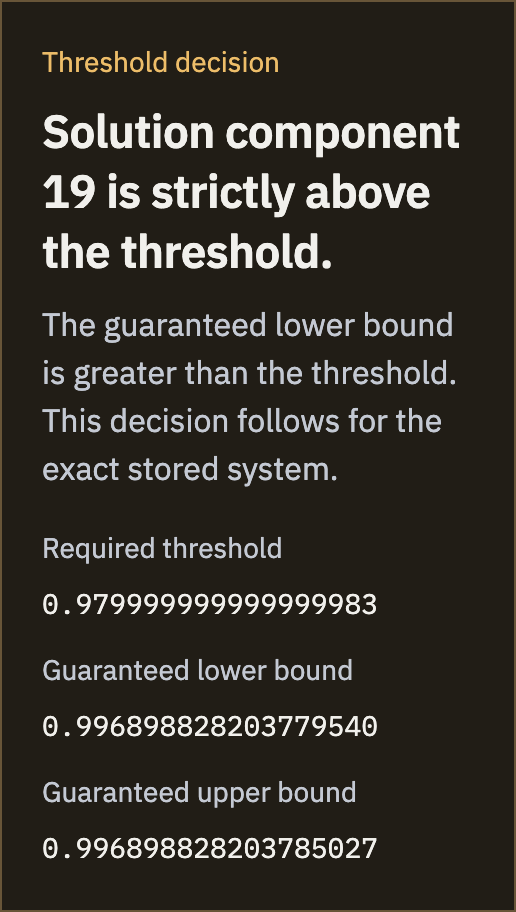 Threshold decision
Solution component
19 is strictly above
the threshold.
The guaranteed lower bound
is greater than the threshold.
This decision follows for the
exact stored system.
Required threshold
0.979999999999999983
Guaranteed lower bound
0.996898828203779540
Guaranteed upper bound
0.996898828203785027